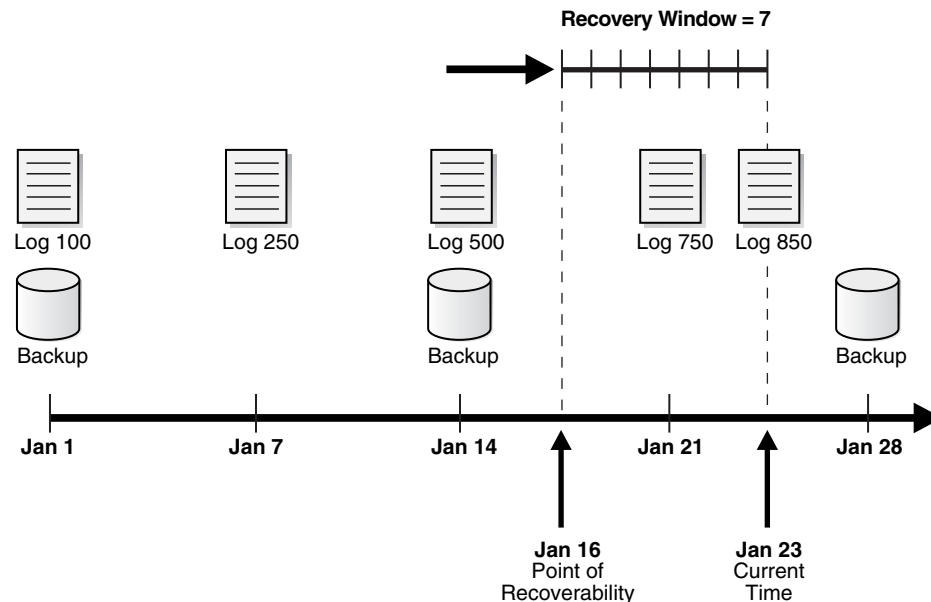 Recovery Window = 7
Log 100
Log 250
Log 500
Log 750
Log 850
Backup
Backup
Backup
Jan 1
Jan 7
Jan 14
Jan 21
Jan 28
Jan 16
Point of
Recoverability
Jan 23
Current
Time